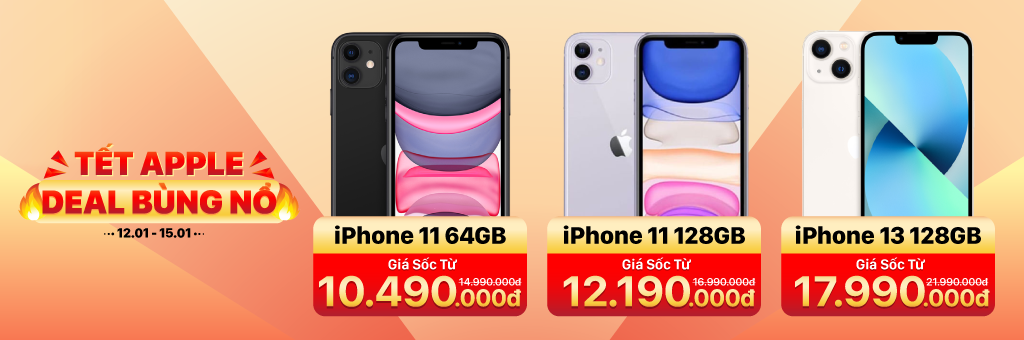 TẾT APPLE
DEAL BÙNG NỔ
12.01 - 15.01
iPhone 11 64GB
Giá Sốc Từ
14.990.000đ
10.490.000đ
iPhone 11 128GB
Giá Sốc Từ
16.990.000đ
12.190.000đ
iPhone 13 128GB
Giá Sốc Từ
21.990.000đ
17.990.000đ